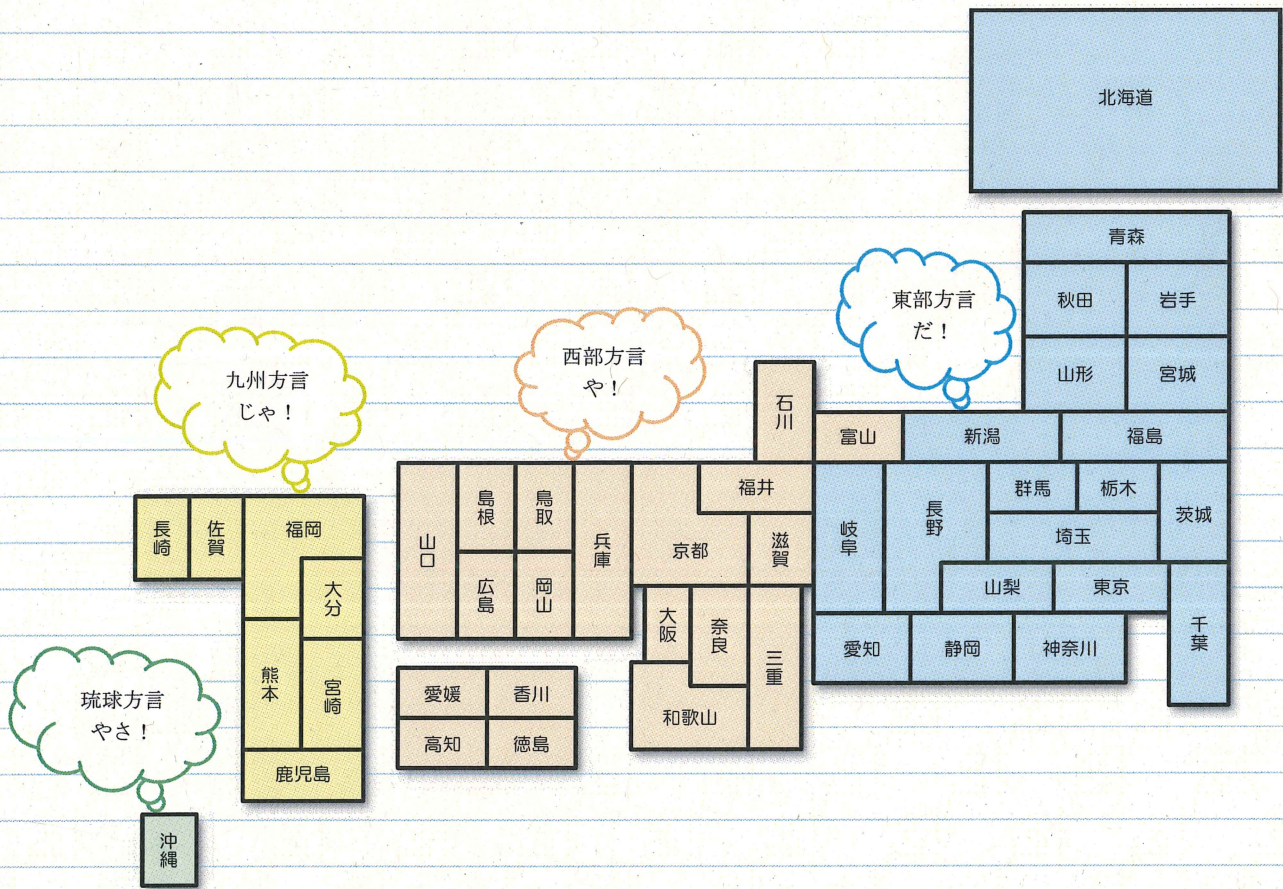 北海道
青森
秋田
岩手
山形
宮城
東部方言
だ！
西部方言
や！
九州方言
じゃ！
石川
富山
新潟
福島
福井
群馬
栃木
茨城
岐阜
長野
埼玉
山梨
東京
千葉
愛知
静岡
神奈川
山口
島根
鳥取
広島
岡山
兵庫
京都
滋賀
大阪
奈良
三重
和歌山
愛媛
香川
高知
徳島
長崎
佐賀
福岡
大分
熊本
宮崎
鹿児島
琉球方言
やさ！
沖縄